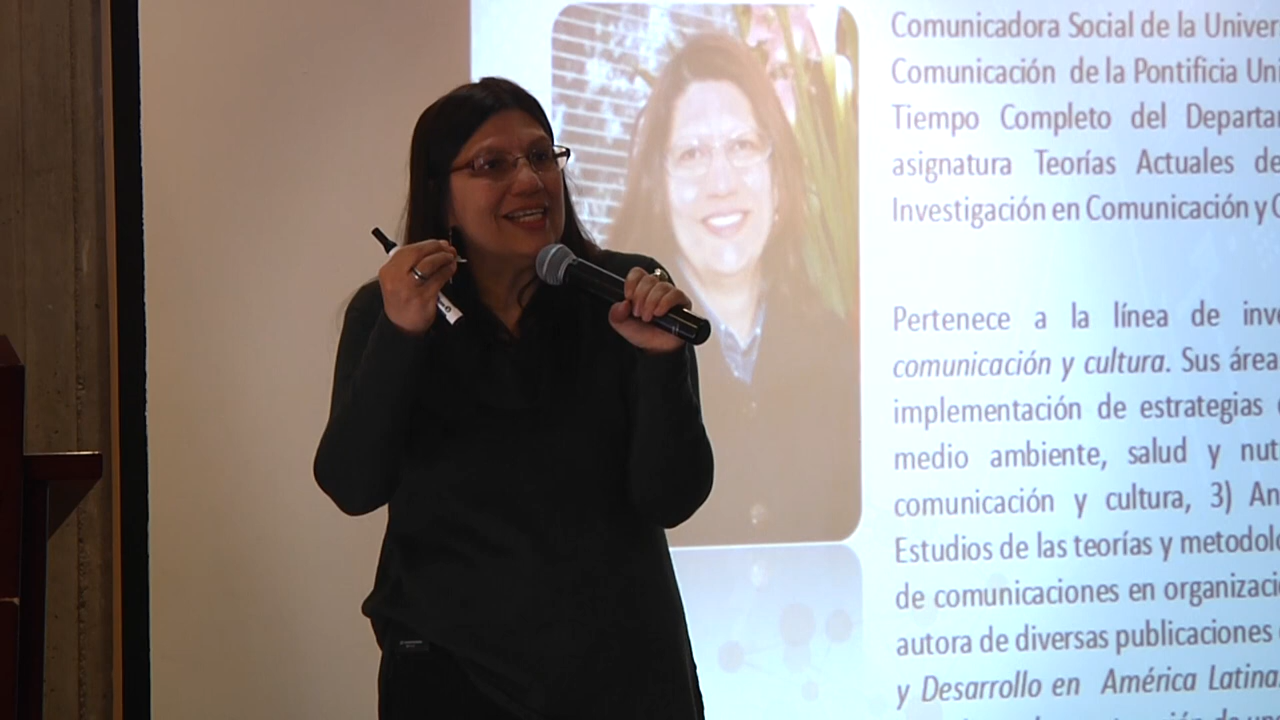 Comunicadora Social de la Univer
Comunicación de la Pontificia Uni
Tiempo Completo del Departa
asignatura Teorías Actuales de
Investigación en Comunicación y
Pertenece a la línea de inve
comunicación y cultura. Sus área
implementación de estrategias
medio ambiente, salud y nut
comunicación y cultura, 3) An
Estudios de las teorías y metodol
de comunicaciones en organizaci
autora de diversas publicaciones
y Desarrollo en América Latina